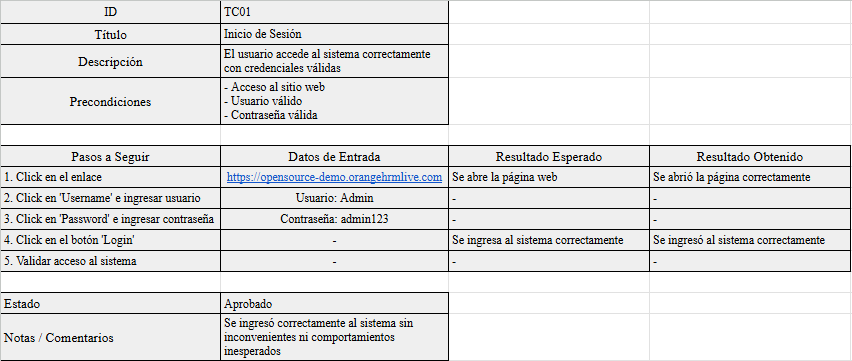 ID TC01
Título Inicio de Sesión
Descripción El usuario accede al sistema correctamente
con credenciales válidas
Precondiciones - Acceso al sitio web
- Usuario válido
- Contraseña válida
Pasos a Seguir Datos de Entrada Resultado Esperado Resultado Obtenido
1. Click en el enlace https://opensource-demo.orangehrmlive.com Se abre la página web Se abrió la página correctamente
2. Click en 'Username' e ingresar usuario Usuario: Admin - -
3. Click en 'Password' e ingresar contraseña Contraseña: admin123 - -
4. Click en el botón 'Login' - Se ingresa al sistema correctamente Se ingresó al sistema correctamente
5. Validar acceso al sistema - - -
Estado Aprobado
Notas / Comentarios Se ingresó correctamente al sistema sin
inconvenientes ni comportamientos
inesperados